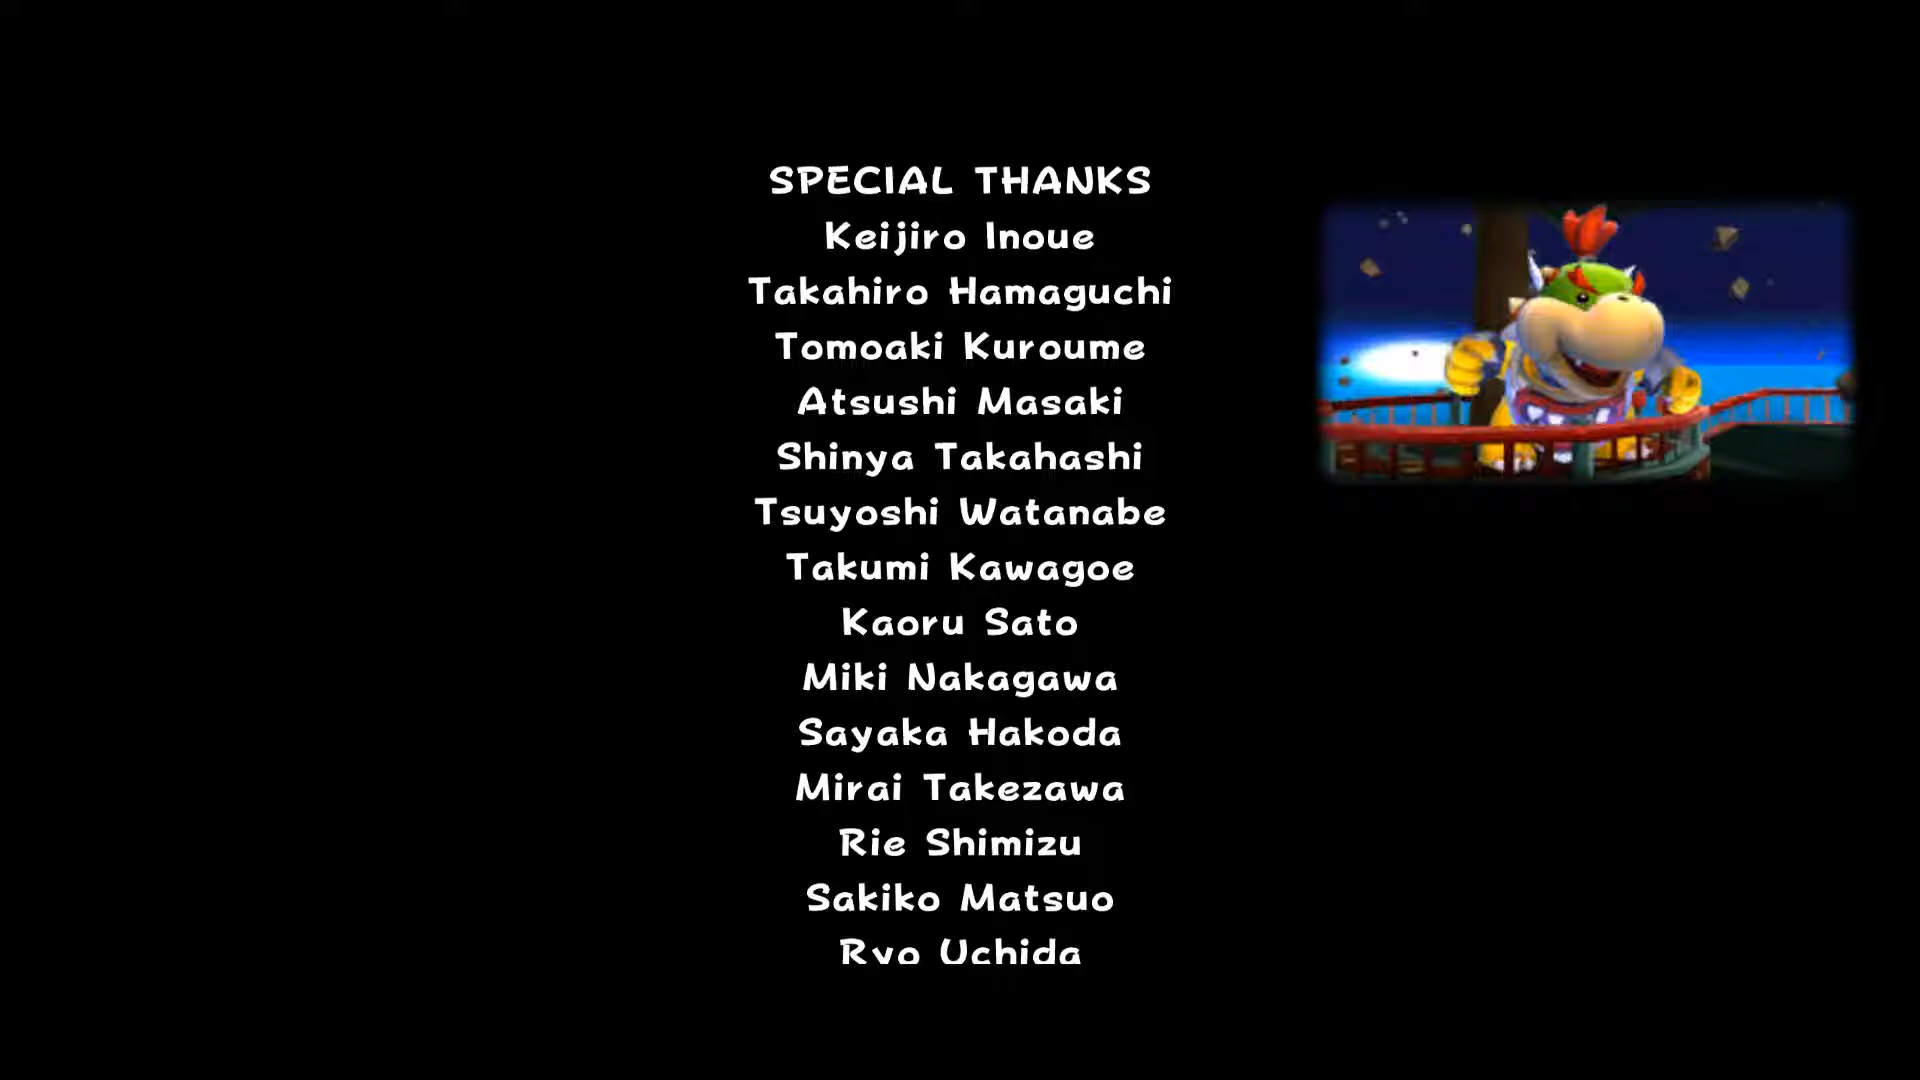 SPECIAL THANKS
Keijiro Inoue
Takahiro Hamaguchi
Tomoaki Kuroume
Atsushi Masaki
Shinya Takahashi
Tsuyoshi Watanabe
Takumi Kawagoe
Kaoru Sato
Miki Nakagawa
Sayaka Hakoda
Mirai Takezawa
Rie Shimizu
Sakiko Matsuo
Ryo Uchida